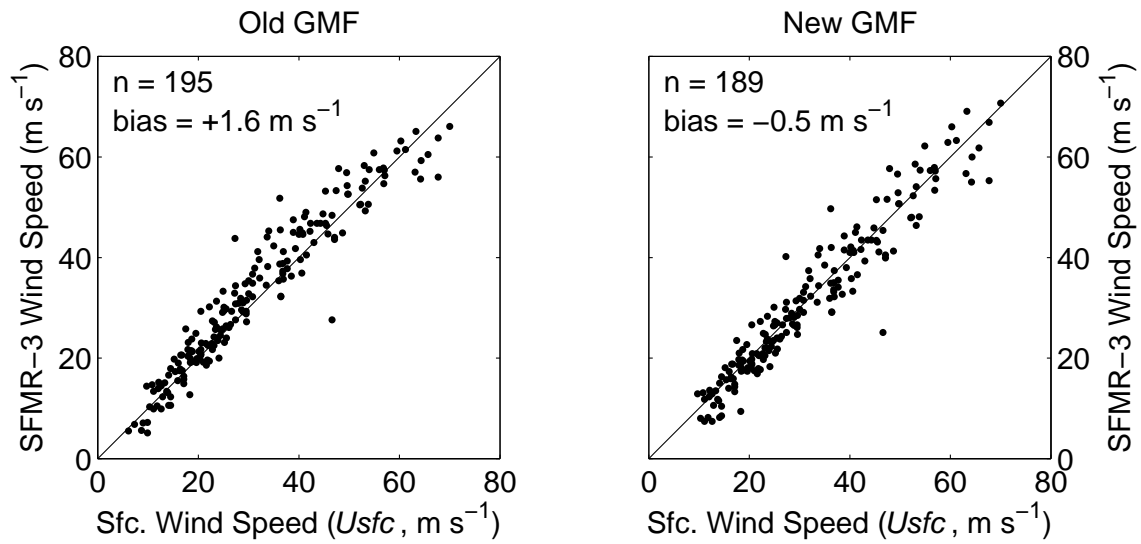 Old GMF
n = 195
bias = +1.6 m s⁻¹
80
60
40
20
0
0 20 40 60 80
SFMR−3 Wind Speed (m s⁻¹)
Sfc. Wind Speed (Usfc , m s⁻¹)
New GMF
n = 189
bias = −0.5 m s⁻¹
80
60
40
20
0
0 20 40 60 80
SFMR−3 Wind Speed (m s⁻¹)
Sfc. Wind Speed (Usfc , m s⁻¹)